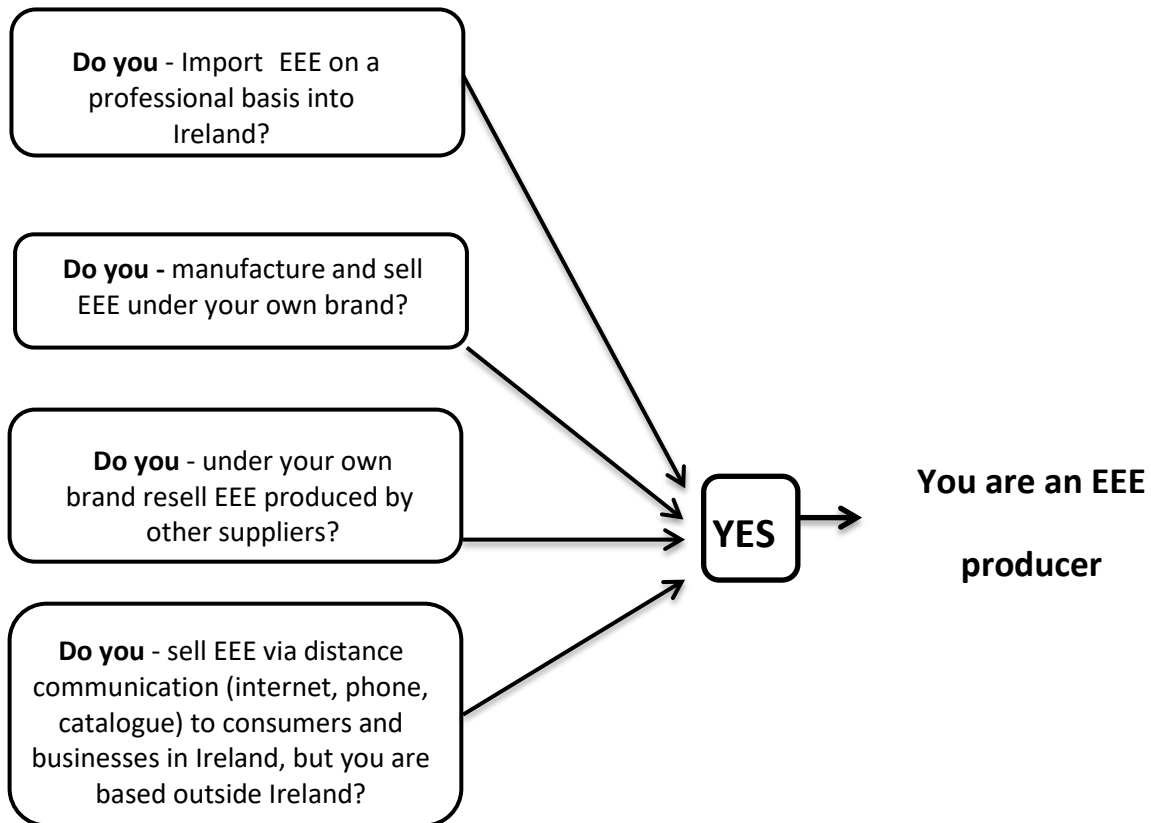 Do you - Import EEE on a
professional basis into
Ireland?
Do you - manufacture and sell
EEE under your own brand?
Do you - under your own
brand resell EEE produced by
other suppliers?
Do you - sell EEE via distance
communication (internet, phone,
catalogue) to consumers and
businesses in Ireland, but you are
based outside Ireland?
YES
You are an EEE
producer